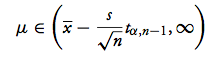 μ ∈ ( x̄ − s/√n t_{α,n−1}, ∞ )